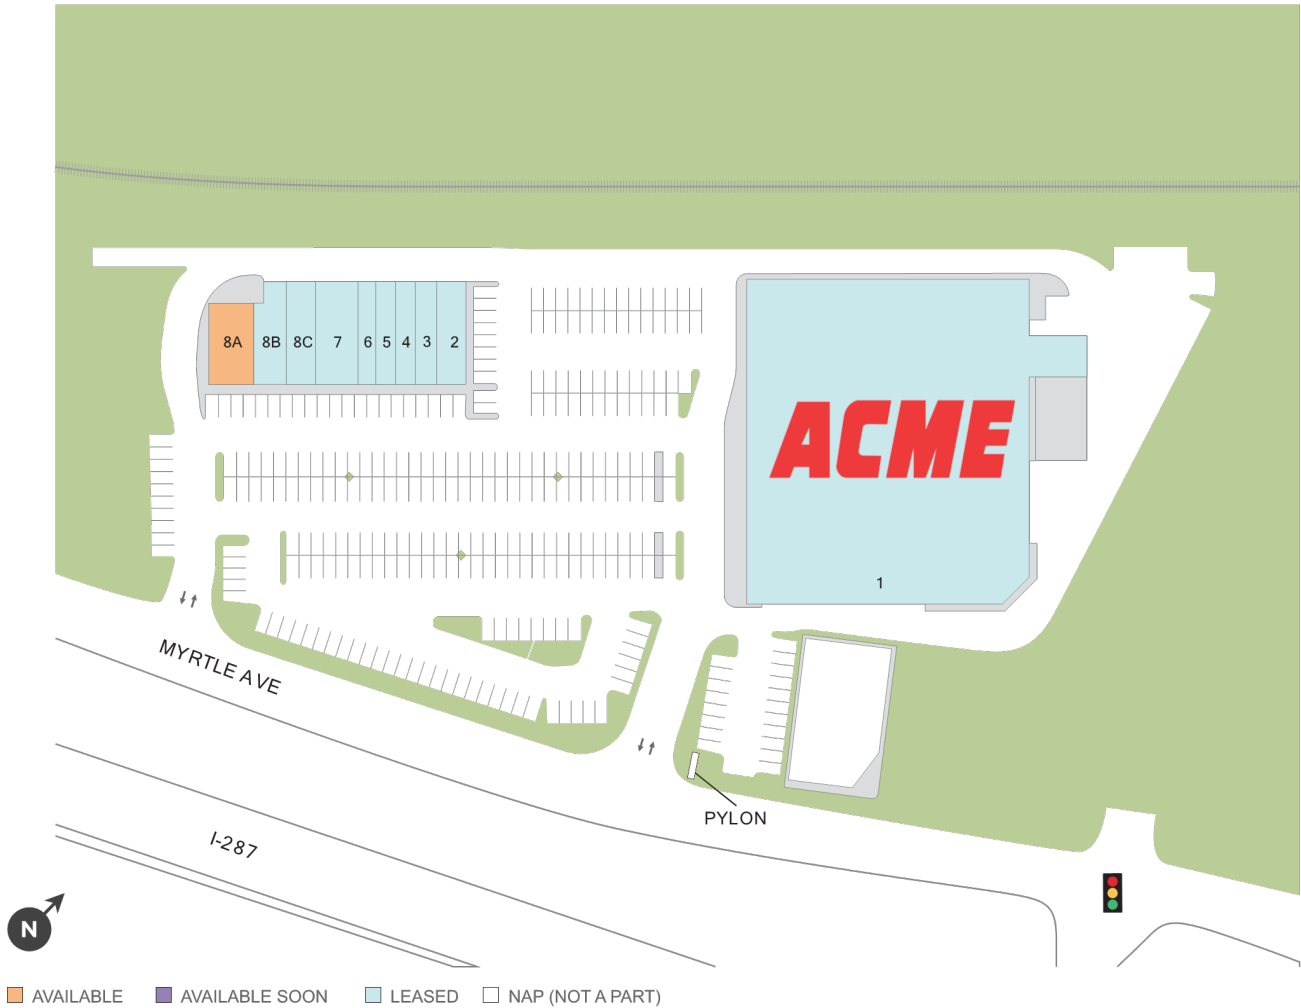 8A 8B 8C 7 6 5 4 3 2
ACME
1
MYRTLE AVE
PYLON
I-287
N
AVAILABLE AVAILABLE SOON LEASED NAP (NOT A PART)